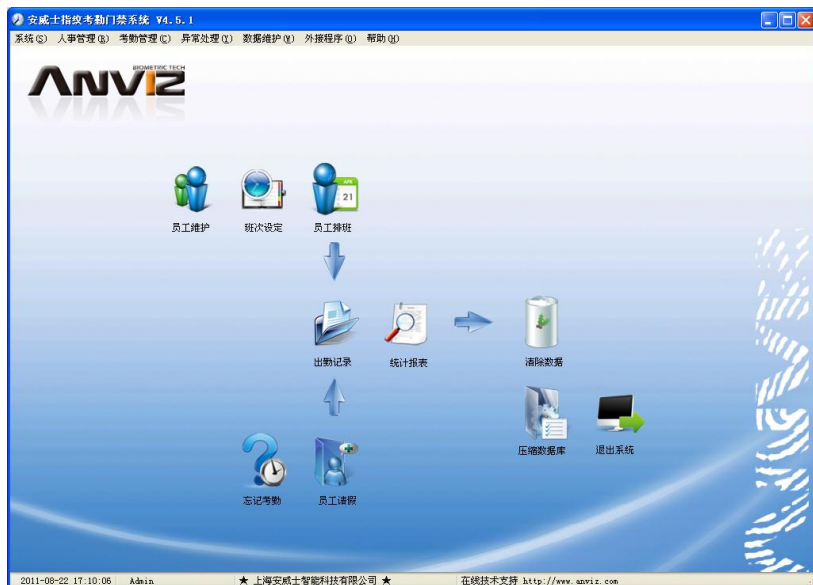 安威士指纹考勤门禁系统 V4.5.1
系统(S) 人事管理(R) 考勤管理(C) 异常处理(I) 数据维护(W) 外接程序(O) 帮助(H)
BIOMETRIC TECH
ANVIZ
APR
21
员工维护 班次设定 员工排班
出勤记录 统计报表 清除数据
压缩数据库 退出系统
忘记考勤 员工请假
2011-08-22 17:10:06 Admin ★ 上海安威士智能科技有限公司 ★ 在线技术支持 http://www.anviz.com